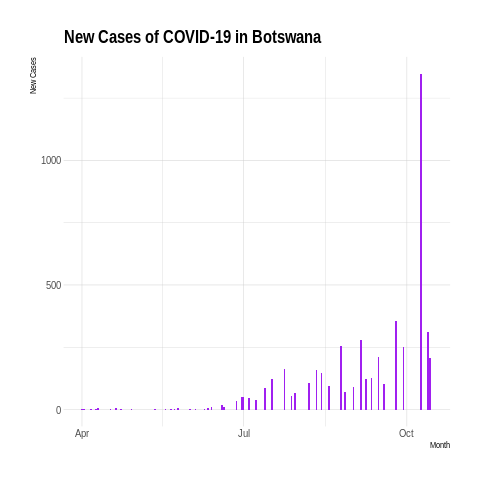 New Cases of COVID-19 in Botswana
New Cases
1000
500
0
Apr
Jul
Oct
Month